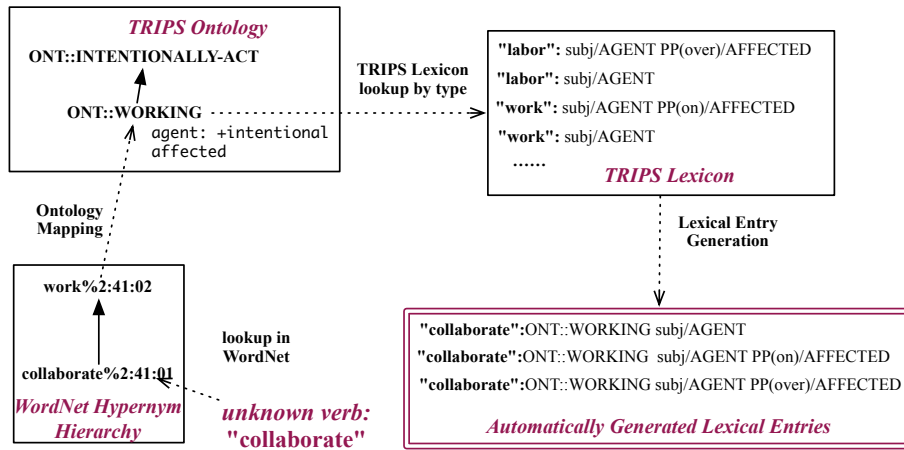 TRIPS Ontology
ONT::INTENTIONALLY-ACT
ONT::WORKING
agent: +intentional
affected
TRIPS Lexicon
lookup by type
"labor": subj/AGENT PP(over)/AFFECTED
"labor": subj/AGENT
"work": subj/AGENT PP(on)/AFFECTED
"work": subj/AGENT
......
TRIPS Lexicon
Ontology
Mapping
Lexical Entry
Generation
work%2:41:02
collaborate%2:41:01
WordNet Hypernym
Hierarchy
lookup in
WordNet
unknown verb:
"collaborate"
"collaborate":ONT::WORKING subj/AGENT
"collaborate":ONT::WORKING subj/AGENT PP(on)/AFFECTED
"collaborate":ONT::WORKING subj/AGENT PP(over)/AFFECTED
Automatically Generated Lexical Entries